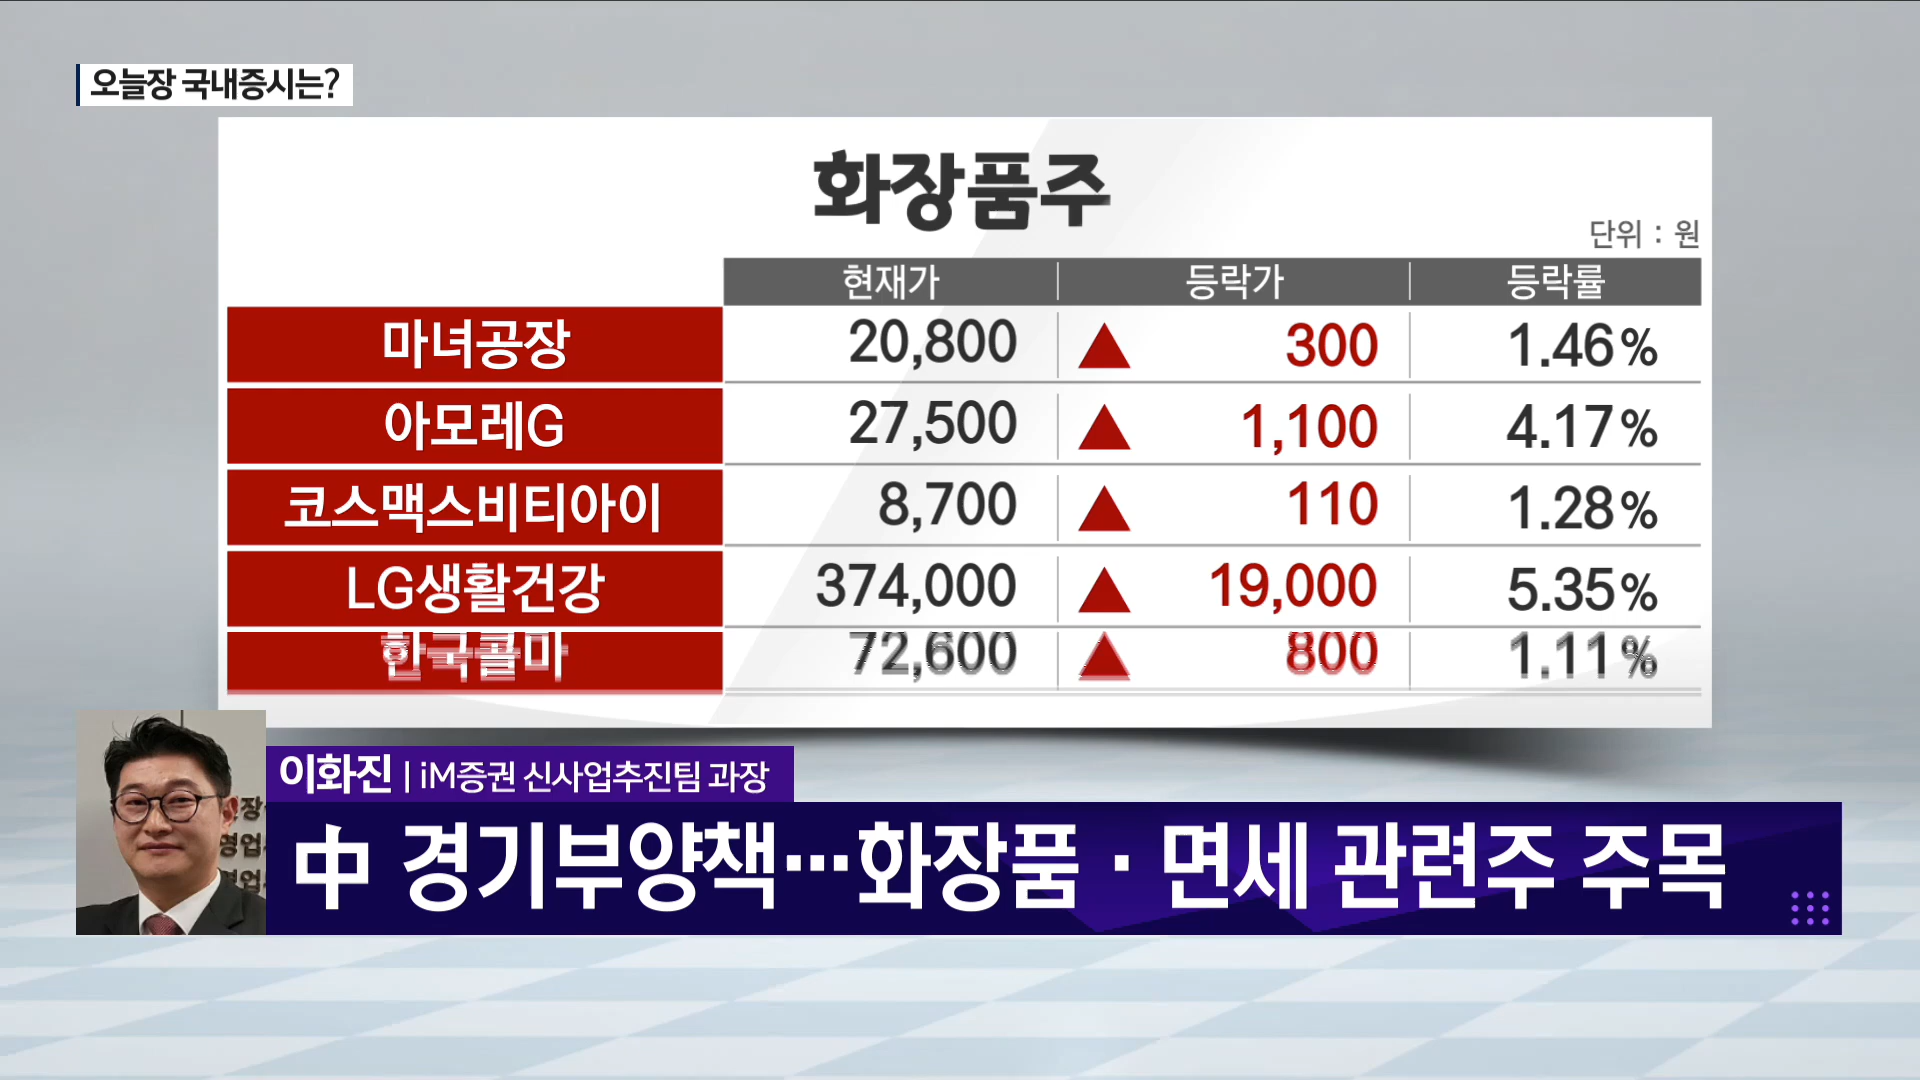 오늘장 국내증시는?
화장품주
단위 : 원
현재가 등락가 등락률
마녀공장 20,800 ▲ 300 1.46%
아모레G 27,500 ▲ 1,100 4.17%
코스맥스비티아이 8,700 ▲ 110 1.28%
LG생활건강 374,000 ▲ 19,000 5.35%
한국콜마 72,600 ▲ 800 1.11%
이화진 | iM증권 신사업추진팀 과장
中 경기부양책…화장품·면세 관련주 주목
장
영업